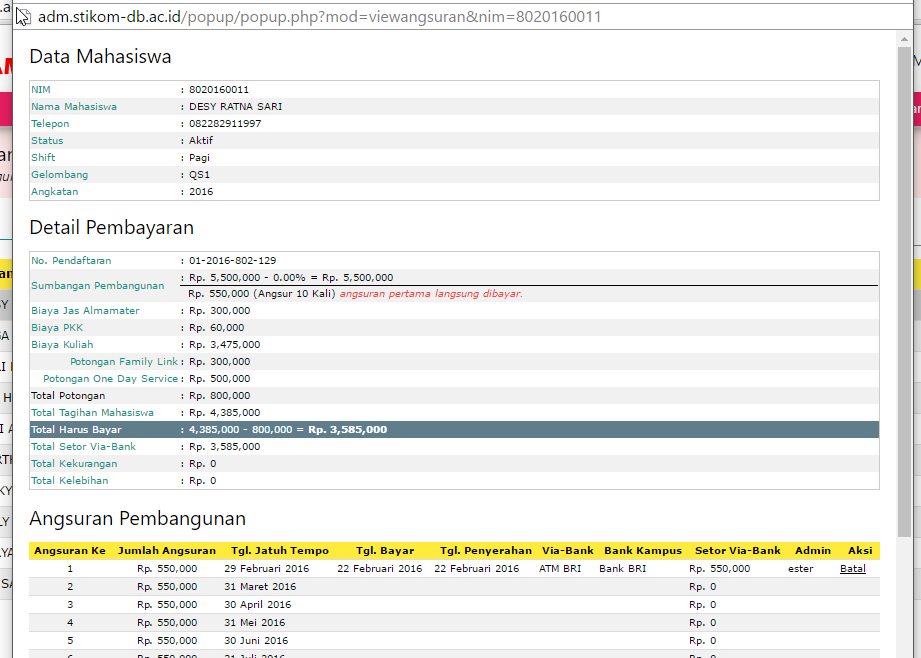 adm.stikom-db.ac.id/popup/popup.php?mod=viewangsuran&nim=8020160011
Data Mahasiswa
NIM : 8020160011
Nama Mahasiswa : DESY RATNA SARI
Telepon : 082282911997
Status : Aktif
Shift : Pagi
Gelombang : QS1
Angkatan : 2016
Detail Pembayaran
No. Pendaftaran : 01-2016-802-129
Sumbangan Pembangunan : Rp. 5,500,000 - 0.00% = Rp. 5,500,000
Rp. 550,000 (Angsur 10 Kali) angsuran pertama langsung dibayar.
Biaya Jas Almamater : Rp. 300,000
Biaya PKK : Rp. 60,000
Biaya Kuliah : Rp. 3,475,000
Potongan Family Link : Rp. 300,000
Potongan One Day Service : Rp. 500,000
Total Potongan : Rp. 800,000
Total Tagihan Mahasiswa : Rp. 4,385,000
Total Harus Bayar : 4,385,000 - 800,000 = Rp. 3,585,000
Total Setor Via-Bank : Rp. 3,585,000
Total Kekurangan : Rp. 0
Total Kelebihan : Rp. 0
Angsuran Pembangunan
Angsuran Ke Jumlah Angsuran Tgl. Jatuh Tempo Tgl. Bayar Tgl. Penyerahan Via-Bank Bank Kampus Setor Via-Bank Admin Aksi
1 Rp. 550,000 29 Februari 2016 22 Februari 2016 22 Februari 2016 ATM BRI Bank BRI Rp. 550,000 ester Batal
2 Rp. 550,000 31 Maret 2016 Rp. 0
3 Rp. 550,000 30 April 2016 Rp. 0
4 Rp. 550,000 31 Mei 2016 Rp. 0
5 Rp. 550,000 30 Juni 2016 Rp. 0
6 Rp. 550,000 31 Juli 2016 Rp. 0